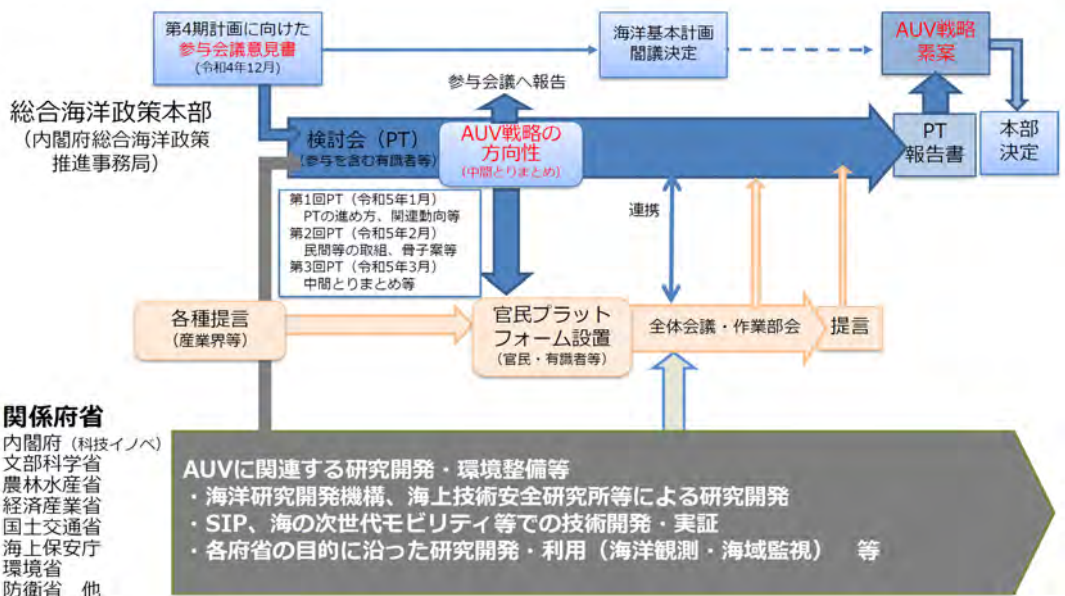 第4期計画に向けた
参与会議意見書
(令和4年12月)
海洋基本計画
閣議決定
AUV戦略
素案
参与会議へ報告
総合海洋政策本部
（内閣府総合海洋政策
推進事務局）
検討会（PT）
(参与を含む有識者等)
AUV戦略の
方向性
(中間とりまとめ)
PT
報告書
本部
決定
第1回PT（令和5年1月）
PTの進め方、関連動向等
第2回PT（令和5年2月）
民間等の取組、骨子案等
第3回PT（令和5年3月）
中間とりまとめ等
連携
各種提言
（産業界等）
官民プラット
フォーム設置
（官民・有識者等）
全体会議・作業部会
提言
関係府省
内閣府（科技イノベ）
文部科学省
農林水産省
経済産業省
国土交通省
海上保安庁
環境省
防衛省　他
AUVに関連する研究開発・環境整備等
・海洋研究開発機構、海上技術安全研究所等による研究開発
・SIP、海の次世代モビリティ等での技術開発・実証
・各府省の目的に沿った研究開発・利用（海洋観測・海域監視）　等